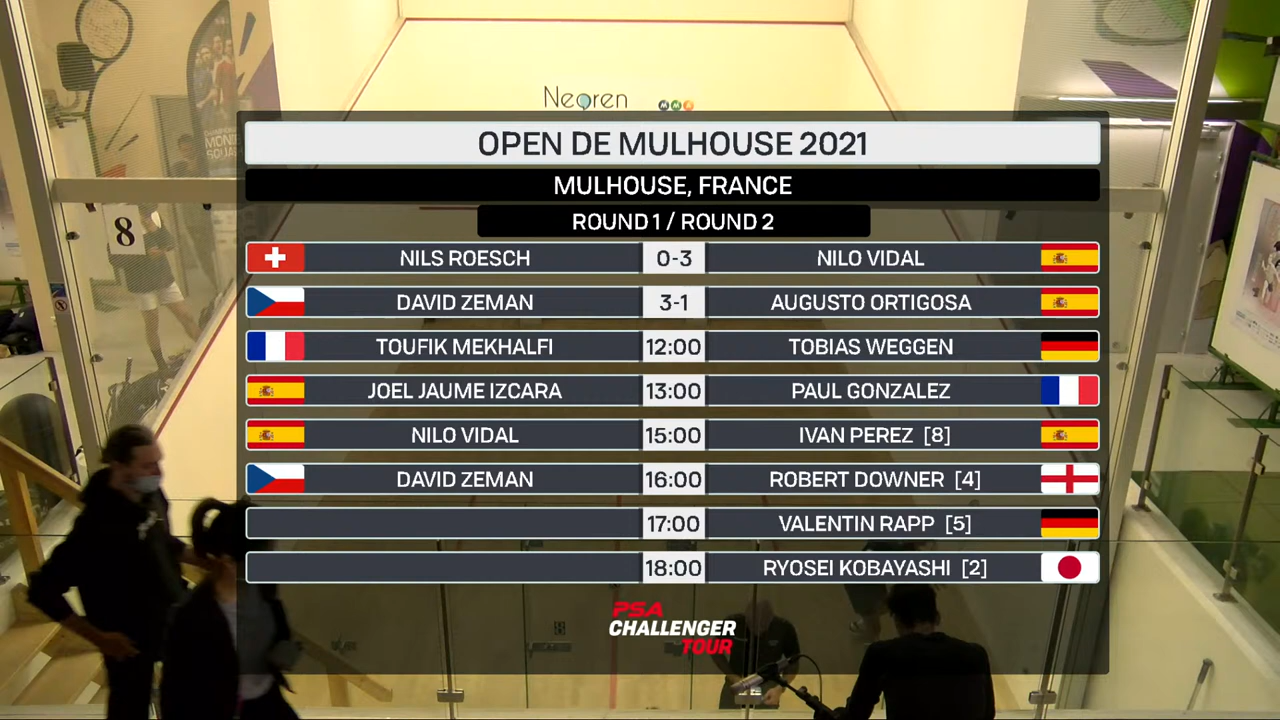 Neoren
OPEN DE MULHOUSE 2021
MULHOUSE, FRANCE
ROUND 1 / ROUND 2
8
NILS ROESCH 0-3 NILO VIDAL
DAVID ZEMAN 3-1 AUGUSTO ORTIGOSA
TOUFIK MEKHALFI 12:00 TOBIAS WEGGEN
JOEL JAUME IZCARA 13:00 PAUL GONZALEZ
NILO VIDAL 15:00 IVAN PEREZ [8]
DAVID ZEMAN 16:00 ROBERT DOWNER [4]
17:00 VALENTIN RAPP [5]
18:00 RYOSEI KOBAYASHI [2]
PSA
CHALLENGER
TOUR
8